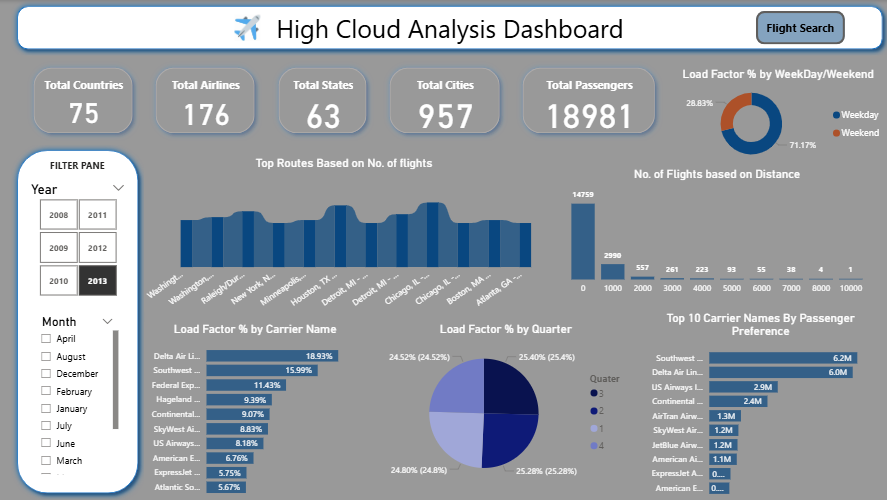 High Cloud Analysis Dashboard
Flight Search
Total Countries
75
Total Airlines
176
Total States
63
Total Cities
957
Total Passengers
18981
Load Factor % by WeekDay/Weekend
28.83%
71.17%
Weekday
Weekend
FILTER PANE
Year
2008
2011
2009
2012
2010
2013
Month
April
August
December
February
January
July
June
March
Top Routes Based on No. of flights
Washingt...
Washington,...
Raleigh/Dur...
New York, N...
Minneapolis,...
Houston, TX ...
Detroit, MI - ...
Detroit, MI - ...
Chicago, IL - ...
Chicago, IL - ...
Boston, MA ...
Atlanta, GA -...
No. of Flights based on Distance
14759
2990
557
261
223
93
55
38
4
1
0
1000
2000
3000
4000
5000
6000
7000
8000
10000
Load Factor % by Carrier Name
Delta Air Li... 18.93%
Southwest ... 15.99%
Federal Exp... 11.43%
Hageland ... 9.39%
Continental... 9.07%
SkyWest Ai... 8.83%
US Airways... 8.18%
American E... 6.76%
ExpressJet ... 5.75%
Atlantic So... 5.67%
Load Factor % by Quarter
24.52% (24.52%)
25.40% (25.4%)
24.80% (24.8%)
25.28% (25.28%)
Quater
3
2
1
4
Top 10 Carrier Names By Passenger
Preference
Southwest ... 6.2M
Delta Air Lin... 6.0M
US Airways I... 2.9M
Continental ... 2.4M
AirTran Airw... 1.3M
SkyWest Air... 1.2M
JetBlue Airw... 1.2M
American Ai... 1.1M
ExpressJet A... 0....
American E... 0....